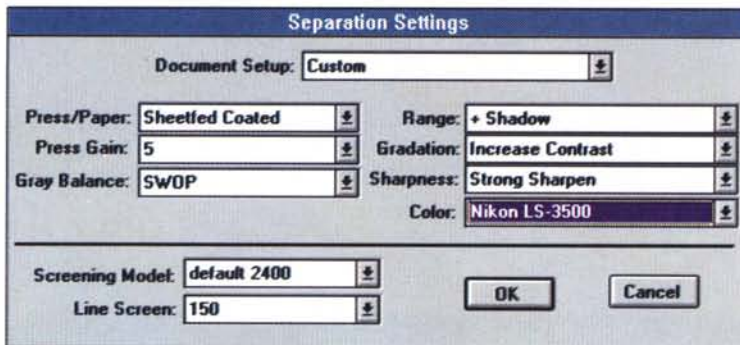 Separation Settings
Document Setup: Custom
Press/Paper: Sheetfed Coated
Press Gain: 5
Gray Balance: SWOP
Range: + Shadow
Gradation: Increase Contrast
Sharpness: Strong Sharpen
Color: Nikon LS-3500
Screening Model: default 2400
Line Screen: 150
OK
Cancel